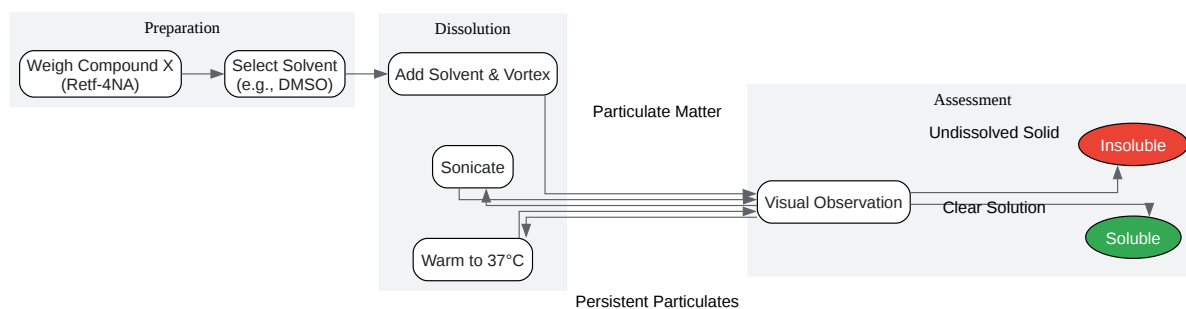 Preparation
Weigh Compound X
(Retf-4NA)
Select Solvent
(e.g., DMSO)
Dissolution
Add Solvent & Vortex
Sonicate
Warm to 37°C
Particulate Matter
Persistent Particulates
Assessment
Visual Observation
Undissolved Solid
Insoluble
Clear Solution
Soluble